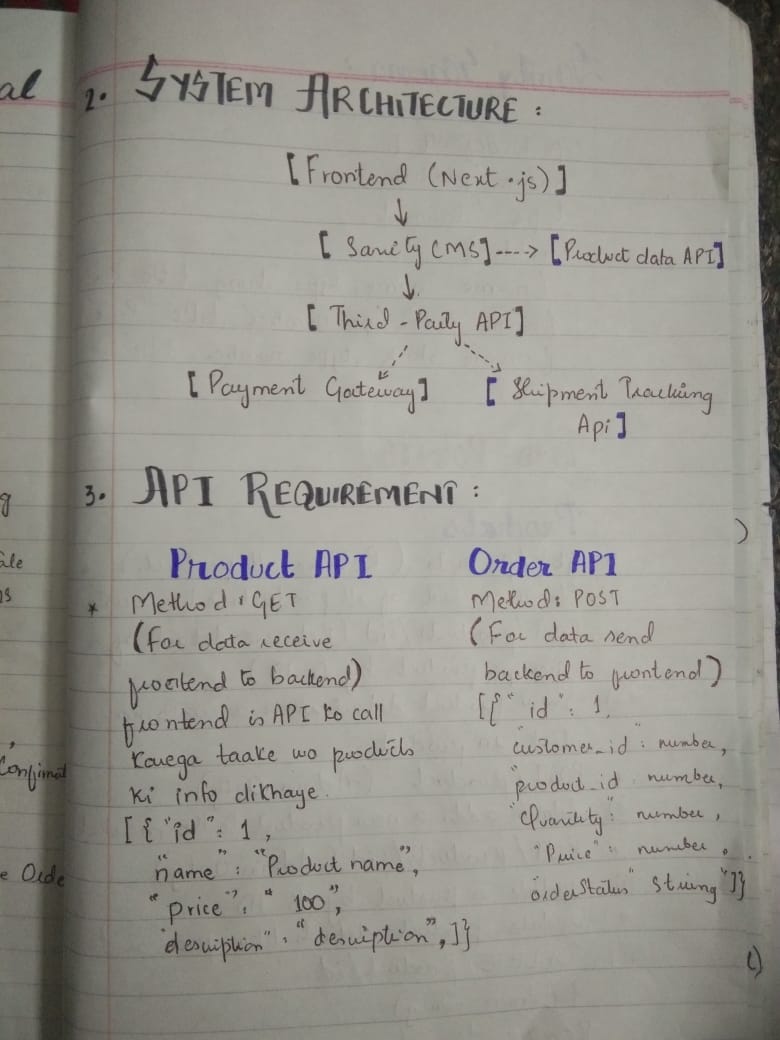 al
2. SYSTEM ARCHITECTURE :
[Frontend (Next.js)]
↓
[Sanity CMS] ----> [Product data API]
↓
[Third-Party API]
[Payment Gateway] [Shipment Tracking
Api]
3. API REQUIREMENT :
Product API
* Method : GET
(For data receive
frontend to backend)
frontend is API ko call
karega taake wo products
ki info dikhaye.
[{"id" : 1,
"name" : "Product name",
"price" : "100",
"description" : "description",]}
Order API
Method : POST
(For data send
backend to frontend)
[{"id" : 1,
"customer_id" : number,
"product_id number,
"Quantity" : number,
"Price" : number,
orderStatus" string"]}
g
Confirmat
e Orde